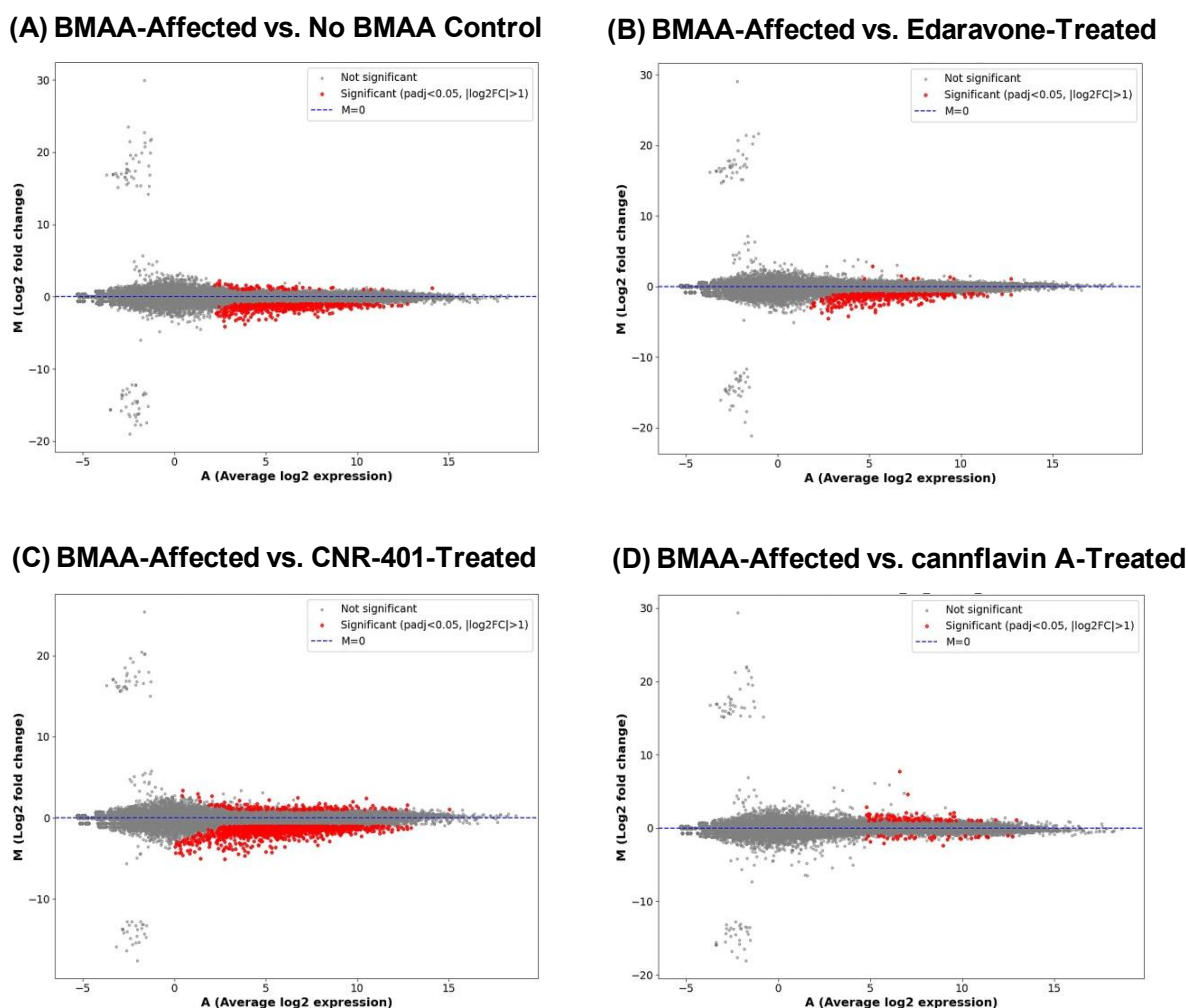 (A) BMAA-Affected vs. No BMAA Control
30
20
10
0
−10
−20
−5
0
5
10
15
M (Log2 fold change)
A (Average log2 expression)
Not significant
Significant (padj<0.05, |log2FC|>1)
M=0
(B) BMAA-Affected vs. Edaravone-Treated
30
20
10
0
−10
−20
−5
0
5
10
15
M (Log2 fold change)
A (Average log2 expression)
Not significant
Significant (padj<0.05, |log2FC|>1)
M=0
(C) BMAA-Affected vs. CNR-401-Treated
20
10
0
−10
−5
0
5
10
15
M (Log2 fold change)
A (Average log2 expression)
Not significant
Significant (padj<0.05, |log2FC|>1)
M=0
(D) BMAA-Affected vs. cannflavin A-Treated
30
20
10
0
−10
−20
−5
0
5
10
15
M (Log2 fold change)
A (Average log2 expression)
Not significant
Significant (padj<0.05, |log2FC|>1)
M=0